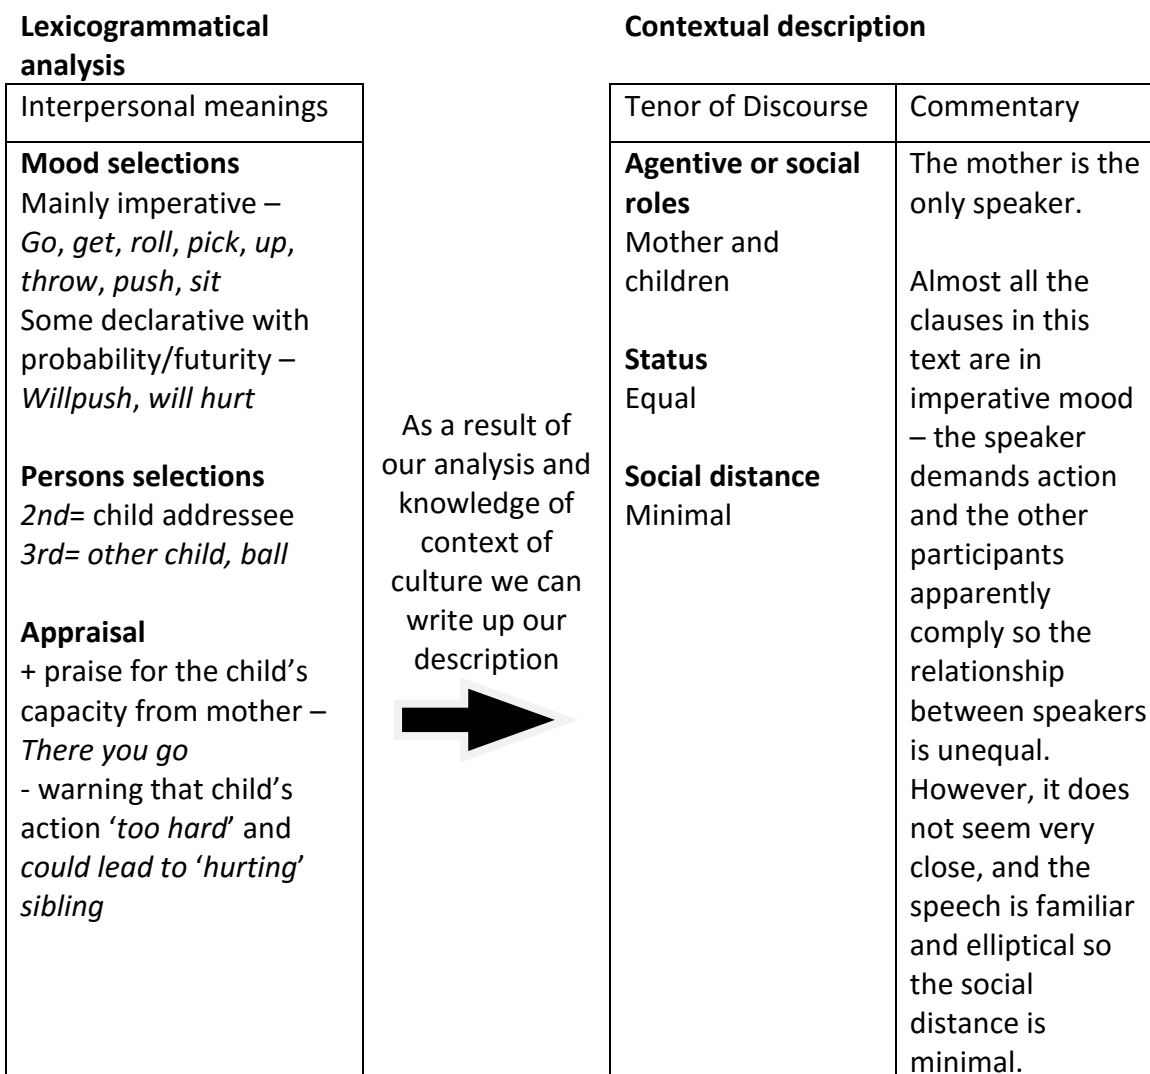 Lexicogrammatical
analysis
Interpersonal meanings
Mood selections
Mainly imperative –
Go, get, roll, pick, up,
throw, push, sit
Some declarative with
probability/futurity –
Willpush, will hurt
Persons selections
2nd= child addressee
3rd= other child, ball
Appraisal
+ praise for the child’s
capacity from mother –
There you go
- warning that child’s
action ‘too hard’ and
could lead to ‘hurting’
sibling
As a result of
our analysis and
knowledge of
context of
culture we can
write up our
description
Contextual description
Tenor of Discourse
Agentive or social
roles
Mother and
children
Status
Equal
Social distance
Minimal
Commentary
The mother is the
only speaker.
Almost all the
clauses in this
text are in
imperative mood
– the speaker
demands action
and the other
participants
apparently
comply so the
relationship
between speakers
is unequal.
However, it does
not seem very
close, and the
speech is familiar
and elliptical so
the social
distance is
minimal.